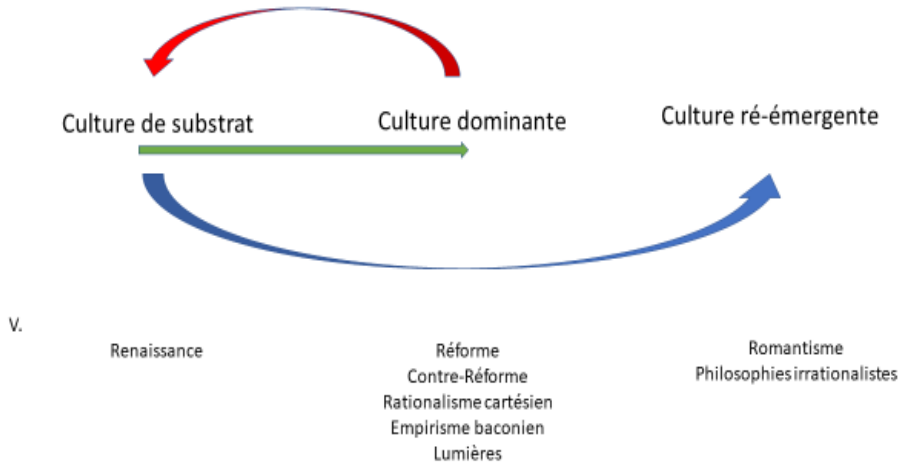 Culture de substrat
Culture dominante
Culture ré-émergente
V.
Renaissance
Réforme
Contre-Réforme
Rationalisme cartésien
Empirisme baconien
Lumières
Romantisme
Philosophies irrationalistes